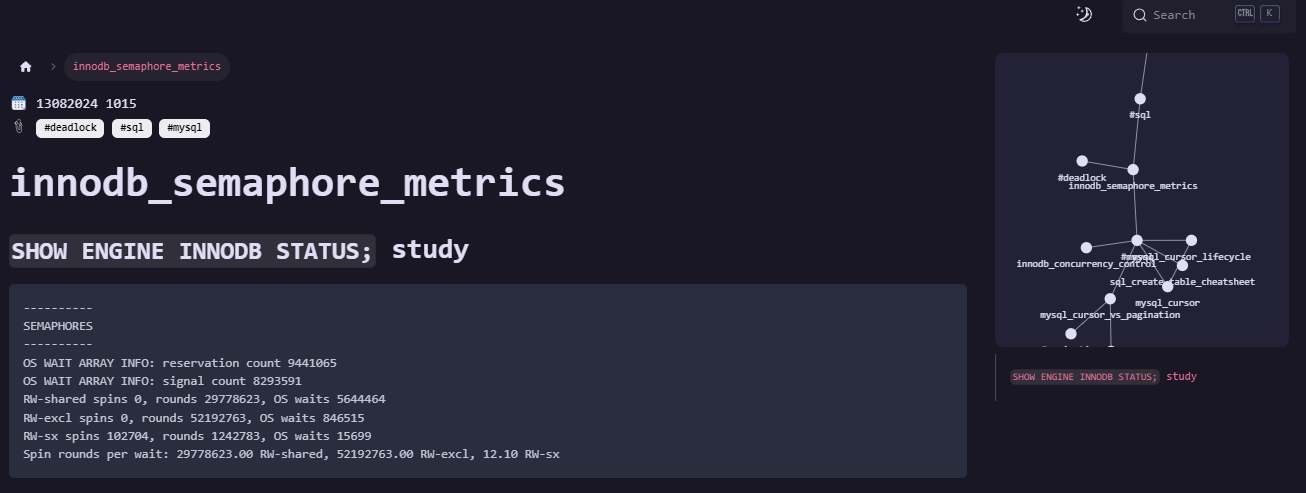 Search CTRL K
innodb_semaphore_metrics
13082024 1015
#deadlock #sql #mysql
innodb_semaphore_metrics
SHOW ENGINE INNODB STATUS; study
----------
SEMAPHORES
----------
OS WAIT ARRAY INFO: reservation count 9441065
OS WAIT ARRAY INFO: signal count 8293591
RW-shared spins 0, rounds 29778623, OS waits 5644464
RW-excl spins 0, rounds 52192763, OS waits 846515
RW-sx spins 102704, rounds 1242783, OS waits 15699
Spin rounds per wait: 29778623.00 RW-shared, 52192763.00 RW-excl, 12.10 RW-sx
#sql
#deadlock
innodb_semaphore_metrics
mysql_cursor_lifecycle
innodb_concurrency_control
sql_create_table_cheatsheet
mysql_cursor
mysql_cursor_vs_pagination
SHOW ENGINE INNODB STATUS; study